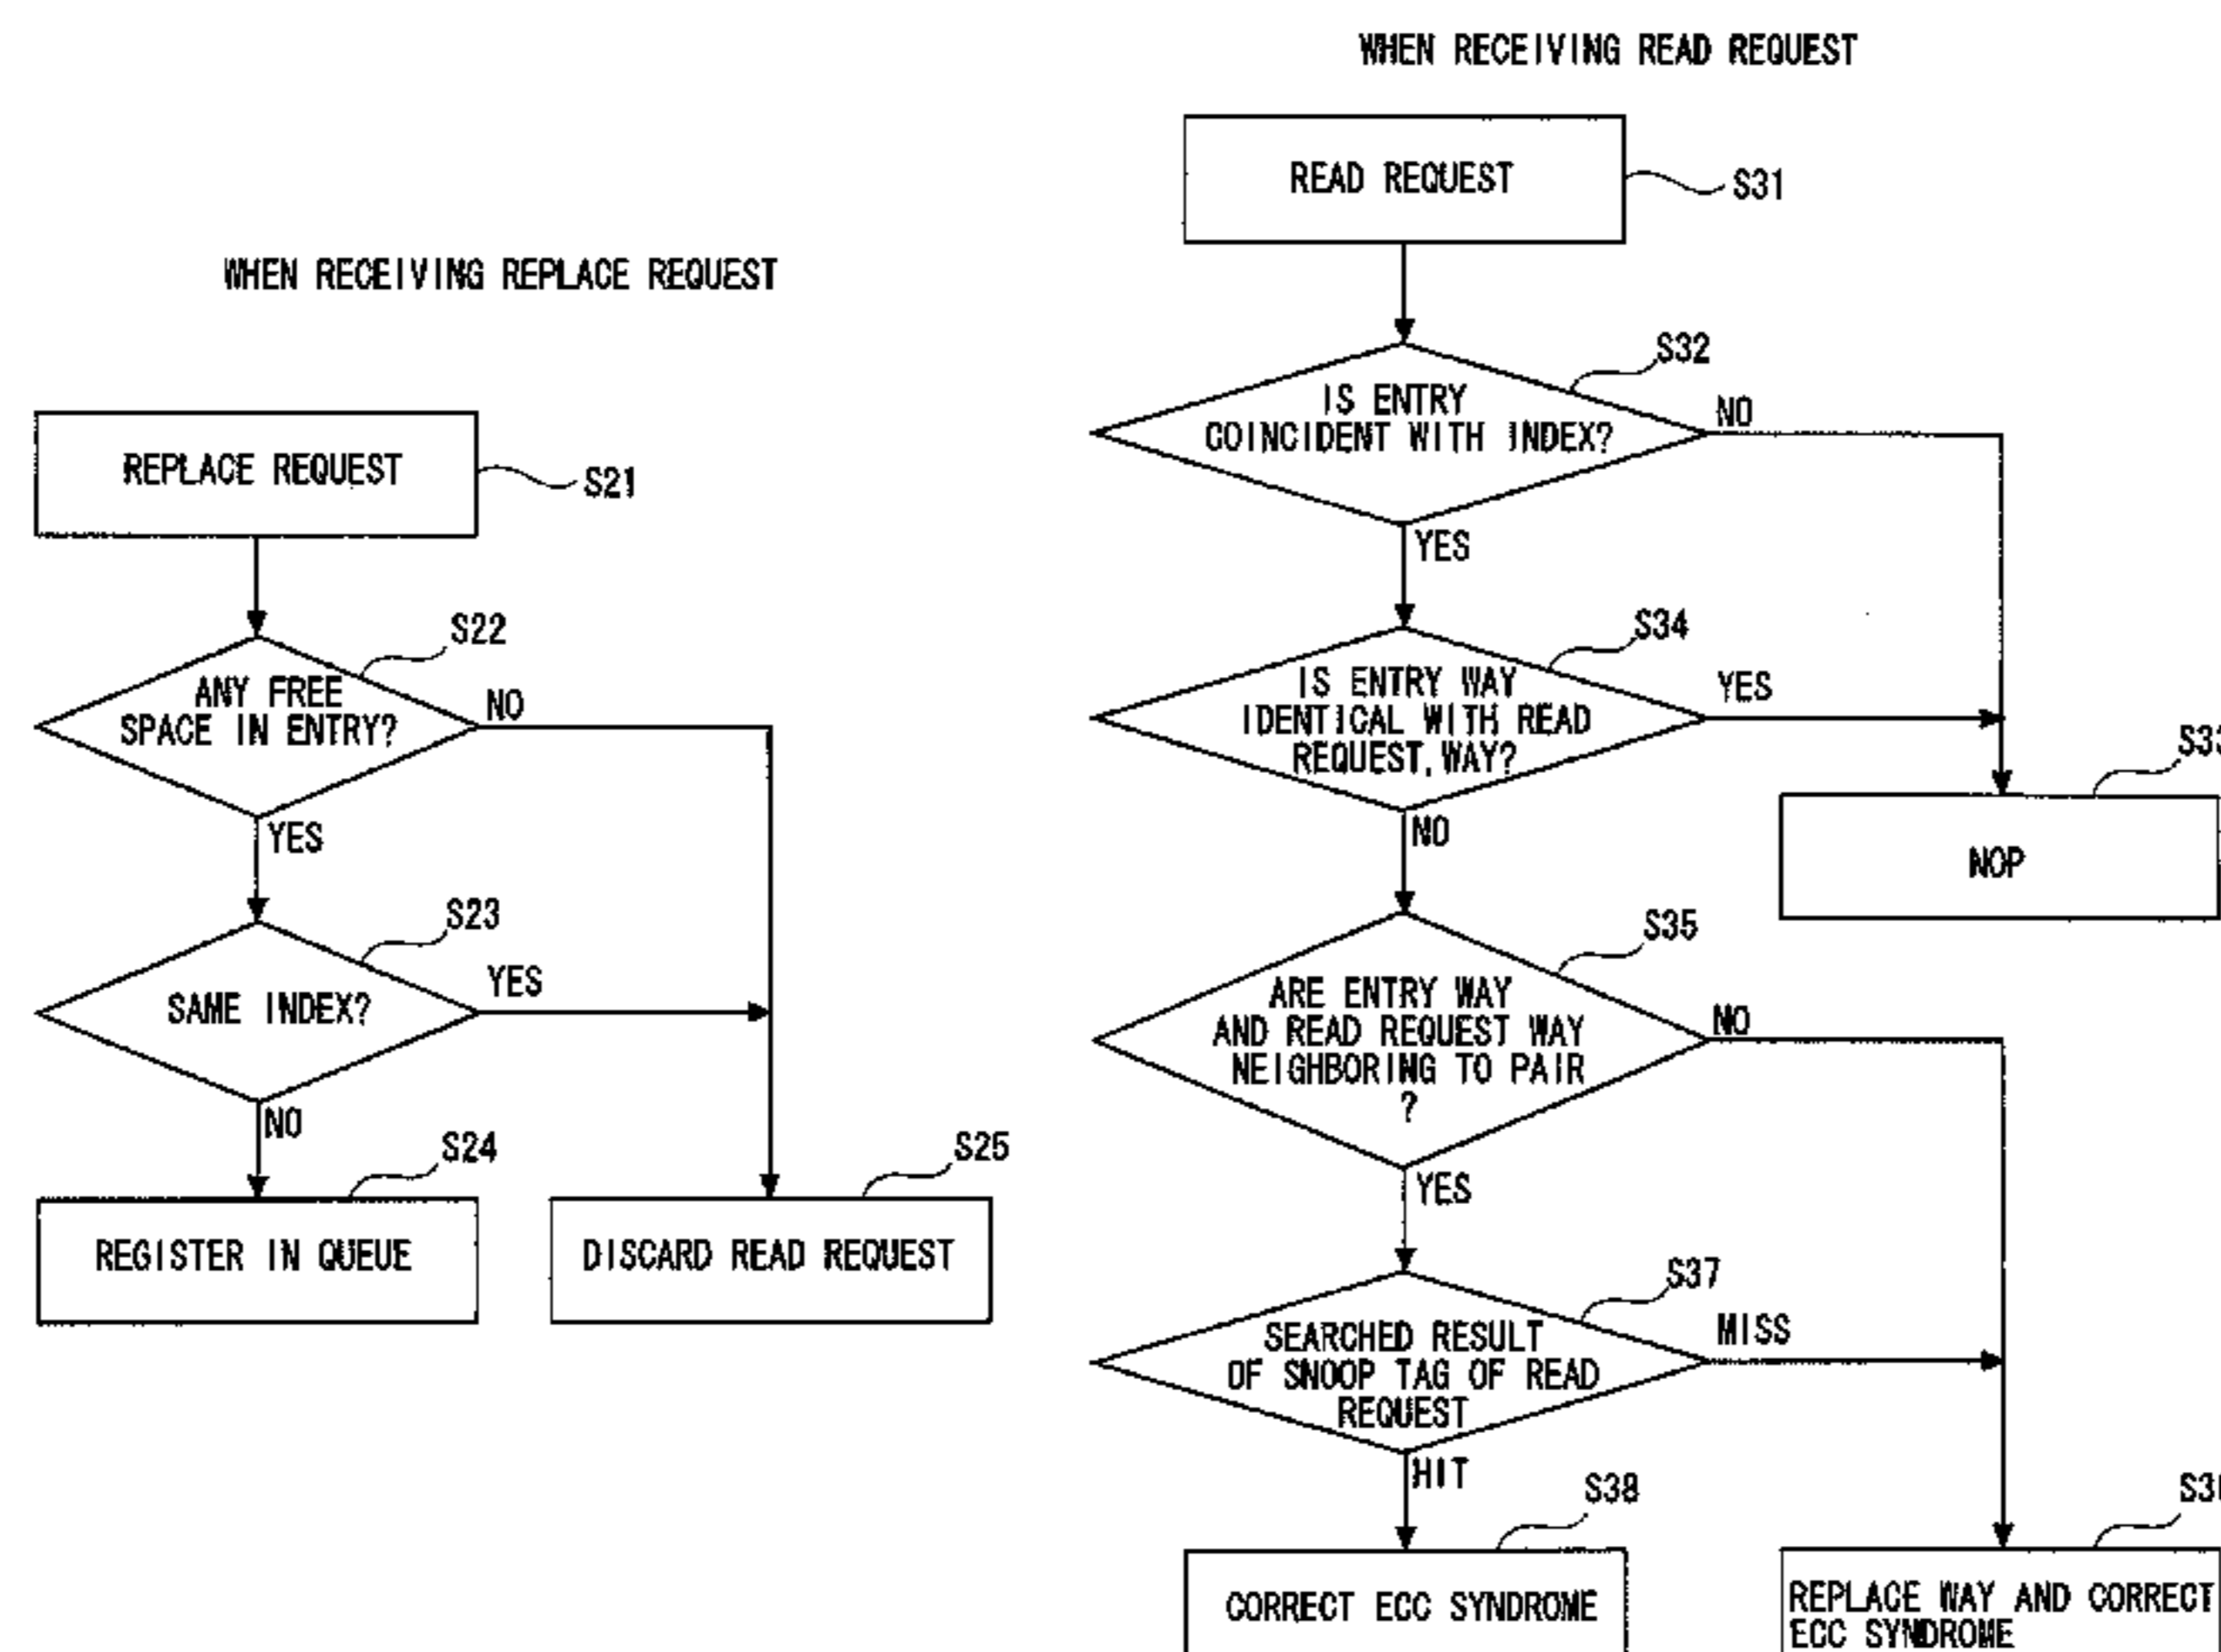 WHEN RECEIVING REPLACE REQUEST
REPLACE REQUEST
S21
S22
ANY FREE
SPACE IN ENTRY?
NO
YES
S23
SAME INDEX?
YES
NO
S24
REGISTER IN QUEUE
S25
DISCARD READ REQUEST
WHEN RECEIVING READ REQUEST
READ REQUEST
S31
S32
IS ENTRY
COINCIDENT WITH INDEX?
NO
YES
S34
IS ENTRY WAY
IDENTICAL WITH READ
REQUEST, WAY?
YES
NO
S33
NOP
S35
ARE ENTRY WAY
AND READ REQUEST WAY
NEIGHBORING TO PAIR
?
NO
YES
S37
SEARCHED RESULT
OF SNOOP TAG OF READ
REQUEST
MISS
HIT
S38
CORRECT ECC SYNDROME
REPLACE WAY AND CORRECT
ECC SYNDROME